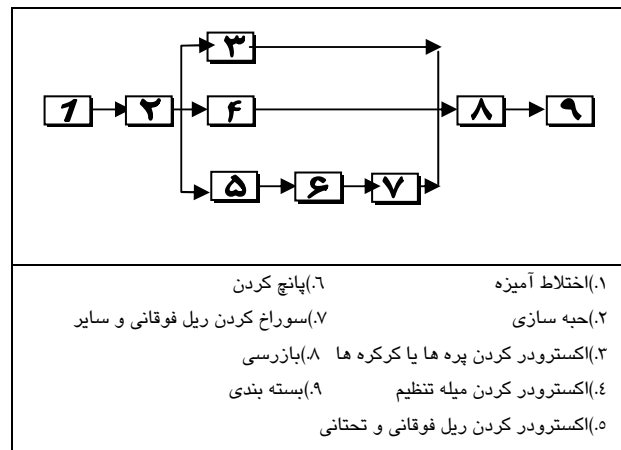 ۳
1 ۲ ۴ ۸ ۹
۵ ۶ ۷
۱.)اختلاط آمیزه ٦.)پانچ کردن
۲.)حبه سازی ۷.)سوراخ کردن ریل فوقانی و سایر
۳.)اکسترودر کردن پره ها یا کرکره ها ۸.)بازرسی
٤.)اکسترودر کردن میله تنظیم ۹.)بسته بندی
٥.)اکسترودر کردن ریل فوقانی و تحتانی